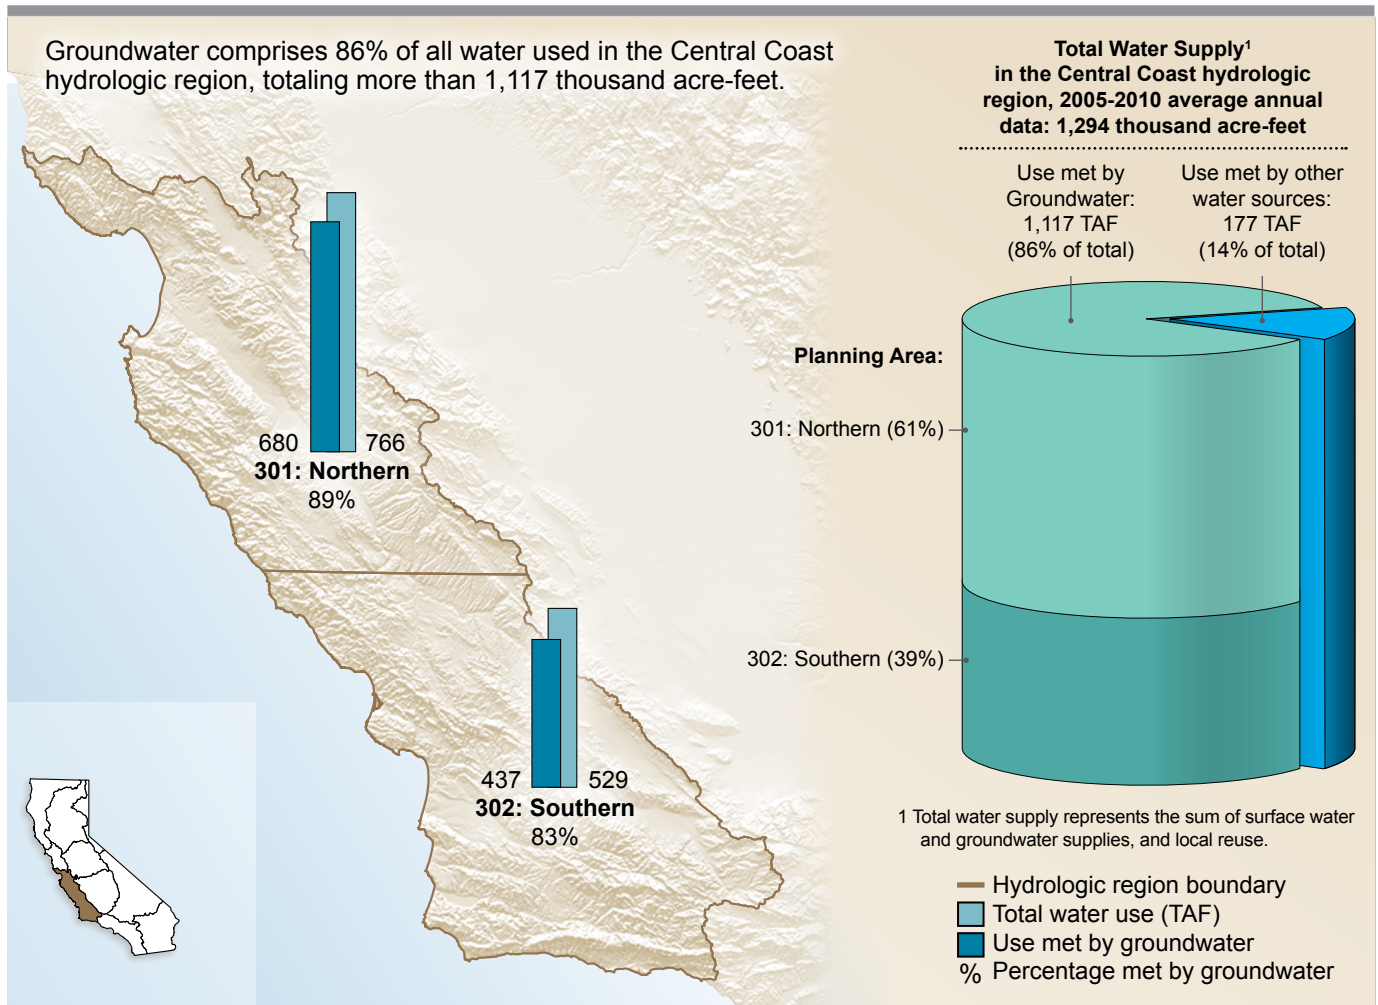 Groundwater comprises 86% of all water used in the Central Coast
hydrologic region, totaling more than 1,117 thousand acre-feet.
680 766
301: Northern
89%
437 529
302: Southern
83%
Total Water Supply¹
in the Central Coast hydrologic
region, 2005-2010 average annual
data: 1,294 thousand acre-feet
Use met by
Groundwater:
1,117 TAF
(86% of total)
Use met by other
water sources:
177 TAF
(14% of total)
Planning Area:
301: Northern (61%)
302: Southern (39%)
1 Total water supply represents the sum of surface water
and groundwater supplies, and local reuse.
Hydrologic region boundary
Total water use (TAF)
Use met by groundwater
% Percentage met by groundwater